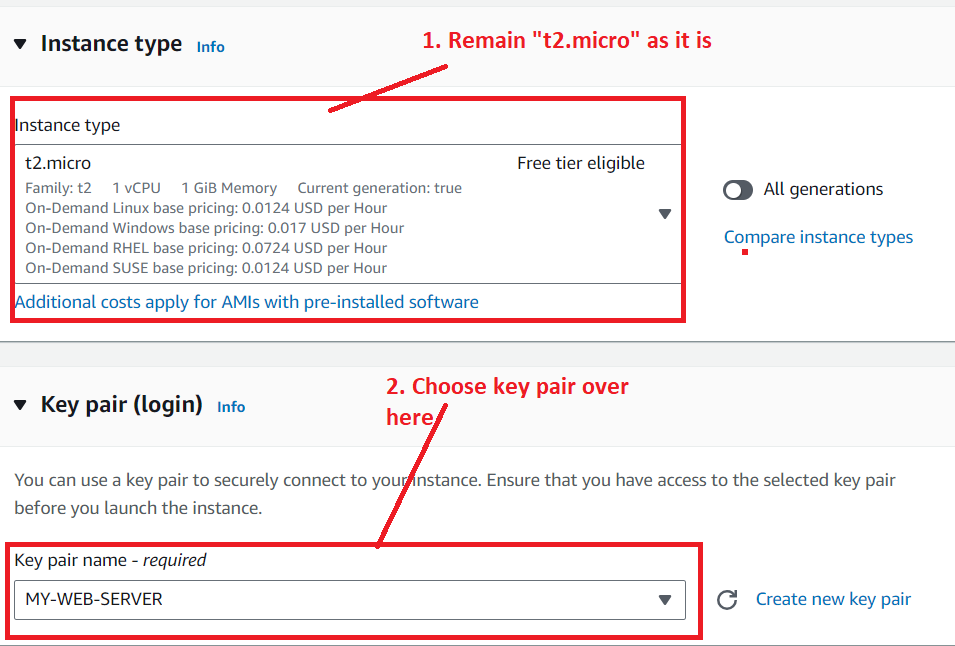 Instance type Info
1. Remain "t2.micro" as it is
Instance type
t2.micro Free tier eligible
Family: t2 1 vCPU 1 GiB Memory Current generation: true
On-Demand Linux base pricing: 0.0124 USD per Hour
On-Demand Windows base pricing: 0.017 USD per Hour
On-Demand RHEL base pricing: 0.0724 USD per Hour
On-Demand SUSE base pricing: 0.0124 USD per Hour
All generations
Compare instance types
Additional costs apply for AMIs with pre-installed software
Key pair (login) Info
2. Choose key pair over
here
You can use a key pair to securely connect to your instance. Ensure that you have access to the selected key pair
before you launch the instance.
Key pair name - required
MY-WEB-SERVER
Create new key pair